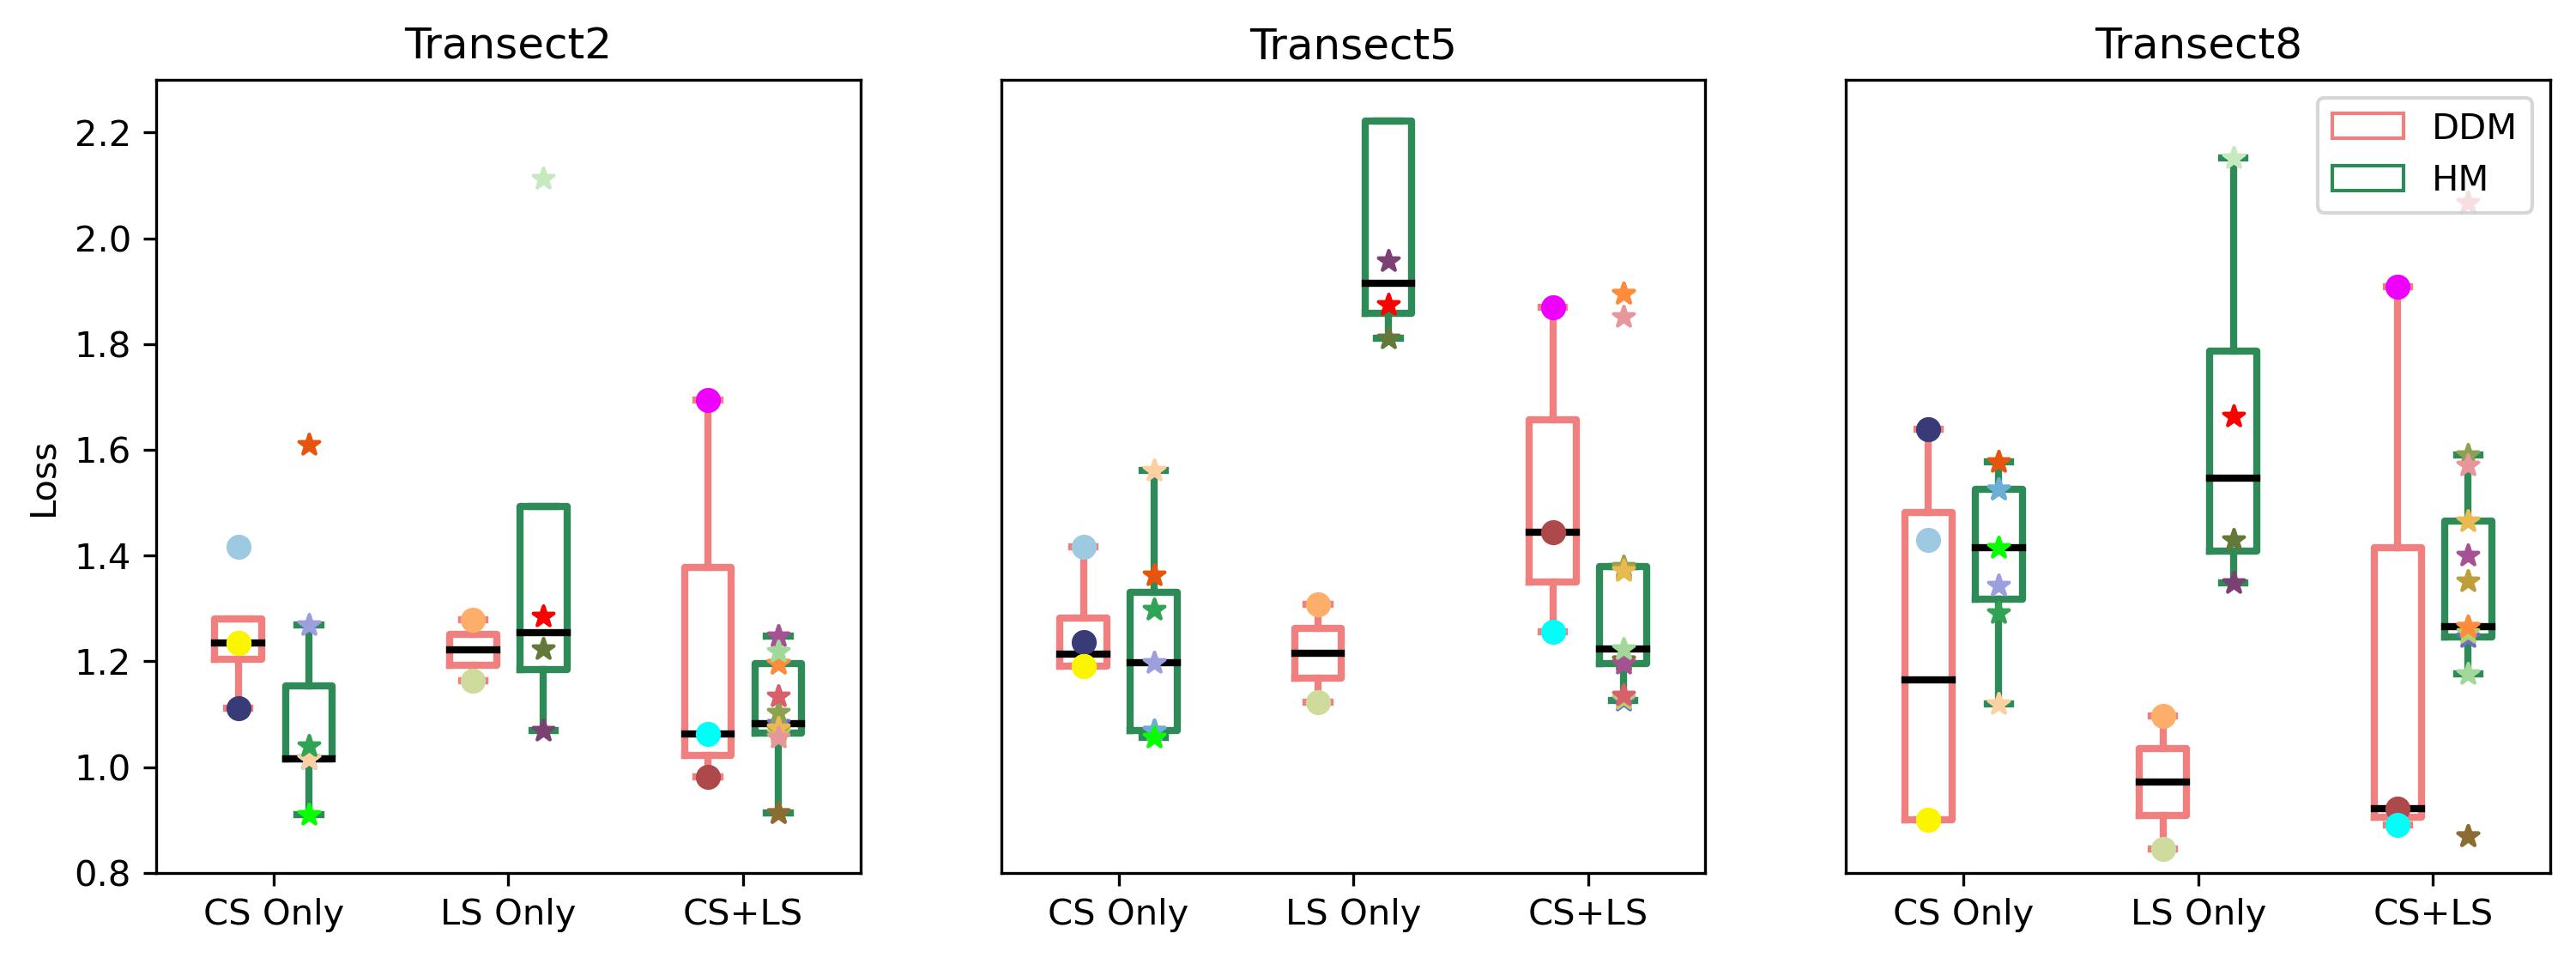 Transect2 Transect5 Transect8
DDM
HM
2.2
2.0
1.8
1.6
1.4
1.2
1.0
0.8
Loss
CS Only LS Only CS+LS CS Only LS Only CS+LS CS Only LS Only CS+LS